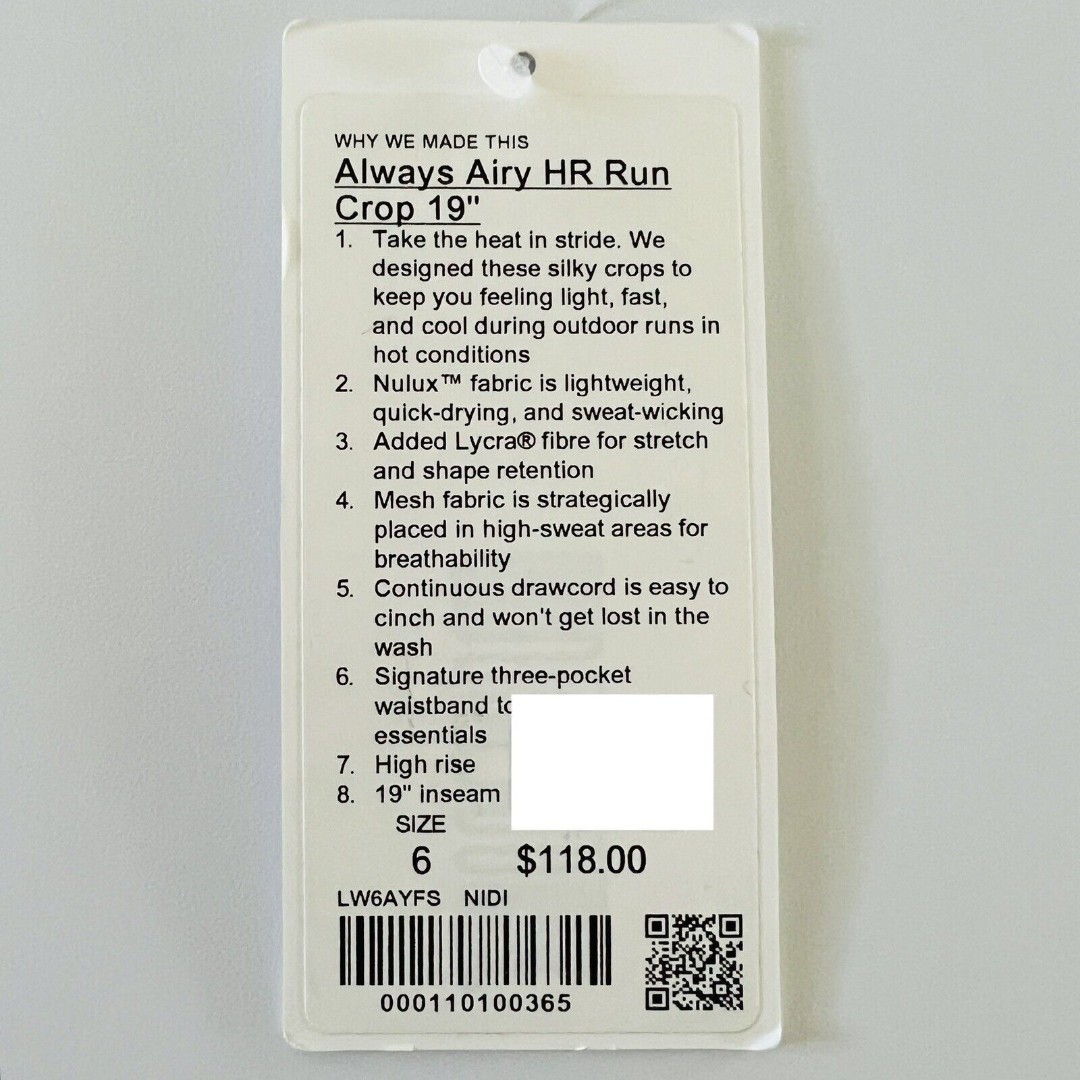 WHY WE MADE THIS
Always Airy HR Run
Crop 19"
1. Take the heat in stride. We
designed these silky crops to
keep you feeling light, fast,
and cool during outdoor runs in
hot conditions
2. Nulux™ fabric is lightweight,
quick-drying, and sweat-wicking
3. Added Lycra® fibre for stretch
and shape retention
4. Mesh fabric is strategically
placed in high-sweat areas for
breathability
5. Continuous drawcord is easy to
cinch and won't get lost in the
wash
6. Signature three-pocket
waistband
essentials
7. High rise
8. 19" inseam
SIZE
6 $118.00
LW6AYFS NIDI
000110100365